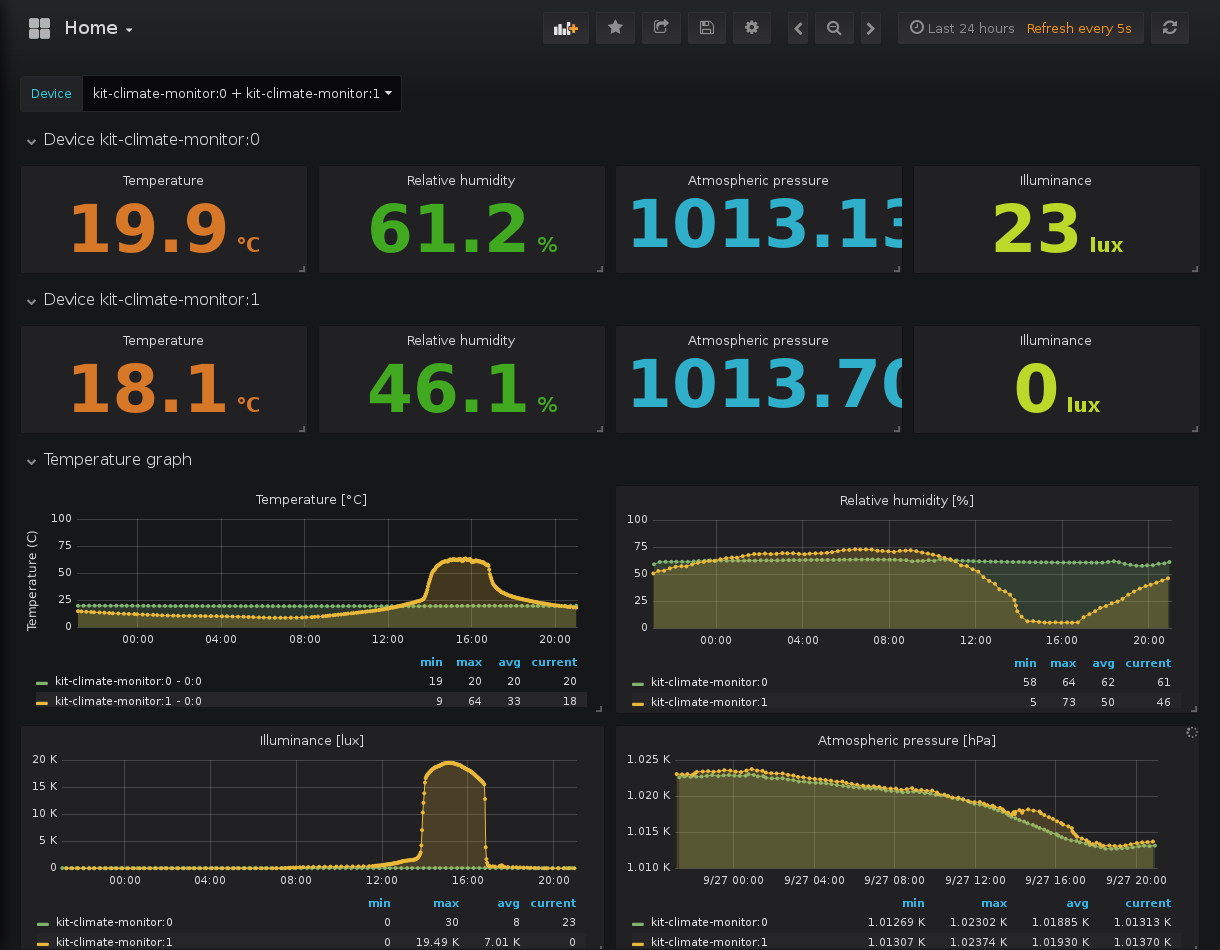 Home
Last 24 hours Refresh every 5s
Device kit-climate-monitor:0 + kit-climate-monitor:1
Device kit-climate-monitor:0
Temperature Relative humidity Atmospheric pressure Illuminance
19.9 °C 61.2 % 1013.13 23 lux
Device kit-climate-monitor:1
Temperature Relative humidity Atmospheric pressure Illuminance
18.1 °C 46.1 % 1013.70 0 lux
Temperature graph
Temperature [°C]
Temperature (C)
100
75
50
25
0
00:00 04:00 08:00 12:00 16:00 20:00
min max avg current
kit-climate-monitor:0 - 0:0 19 20 20 20
kit-climate-monitor:1 - 0:0 9 64 33 18
Relative humidity [%]
100
75
50
25
0
00:00 04:00 08:00 12:00 16:00 20:00
min max avg current
kit-climate-monitor:0 58 64 62 61
kit-climate-monitor:1 5 73 50 46
Illuminance [lux]
20 K
15 K
10 K
5 K
0
00:00 04:00 08:00 12:00 16:00 20:00
min max avg current
kit-climate-monitor:0 0 30 8 23
kit-climate-monitor:1 0 19.49 K 7.01 K 0
Atmospheric pressure [hPa]
1.025 K
1.020 K
1.015 K
1.010 K
9/27 00:00 9/27 04:00 9/27 08:00 9/27 12:00 9/27 16:00 9/27 20:00
min max avg current
kit-climate-monitor:0 1.01269 K 1.02302 K 1.01885 K 1.01313 K
kit-climate-monitor:1 1.01307 K 1.02374 K 1.01930 K 1.01370 K